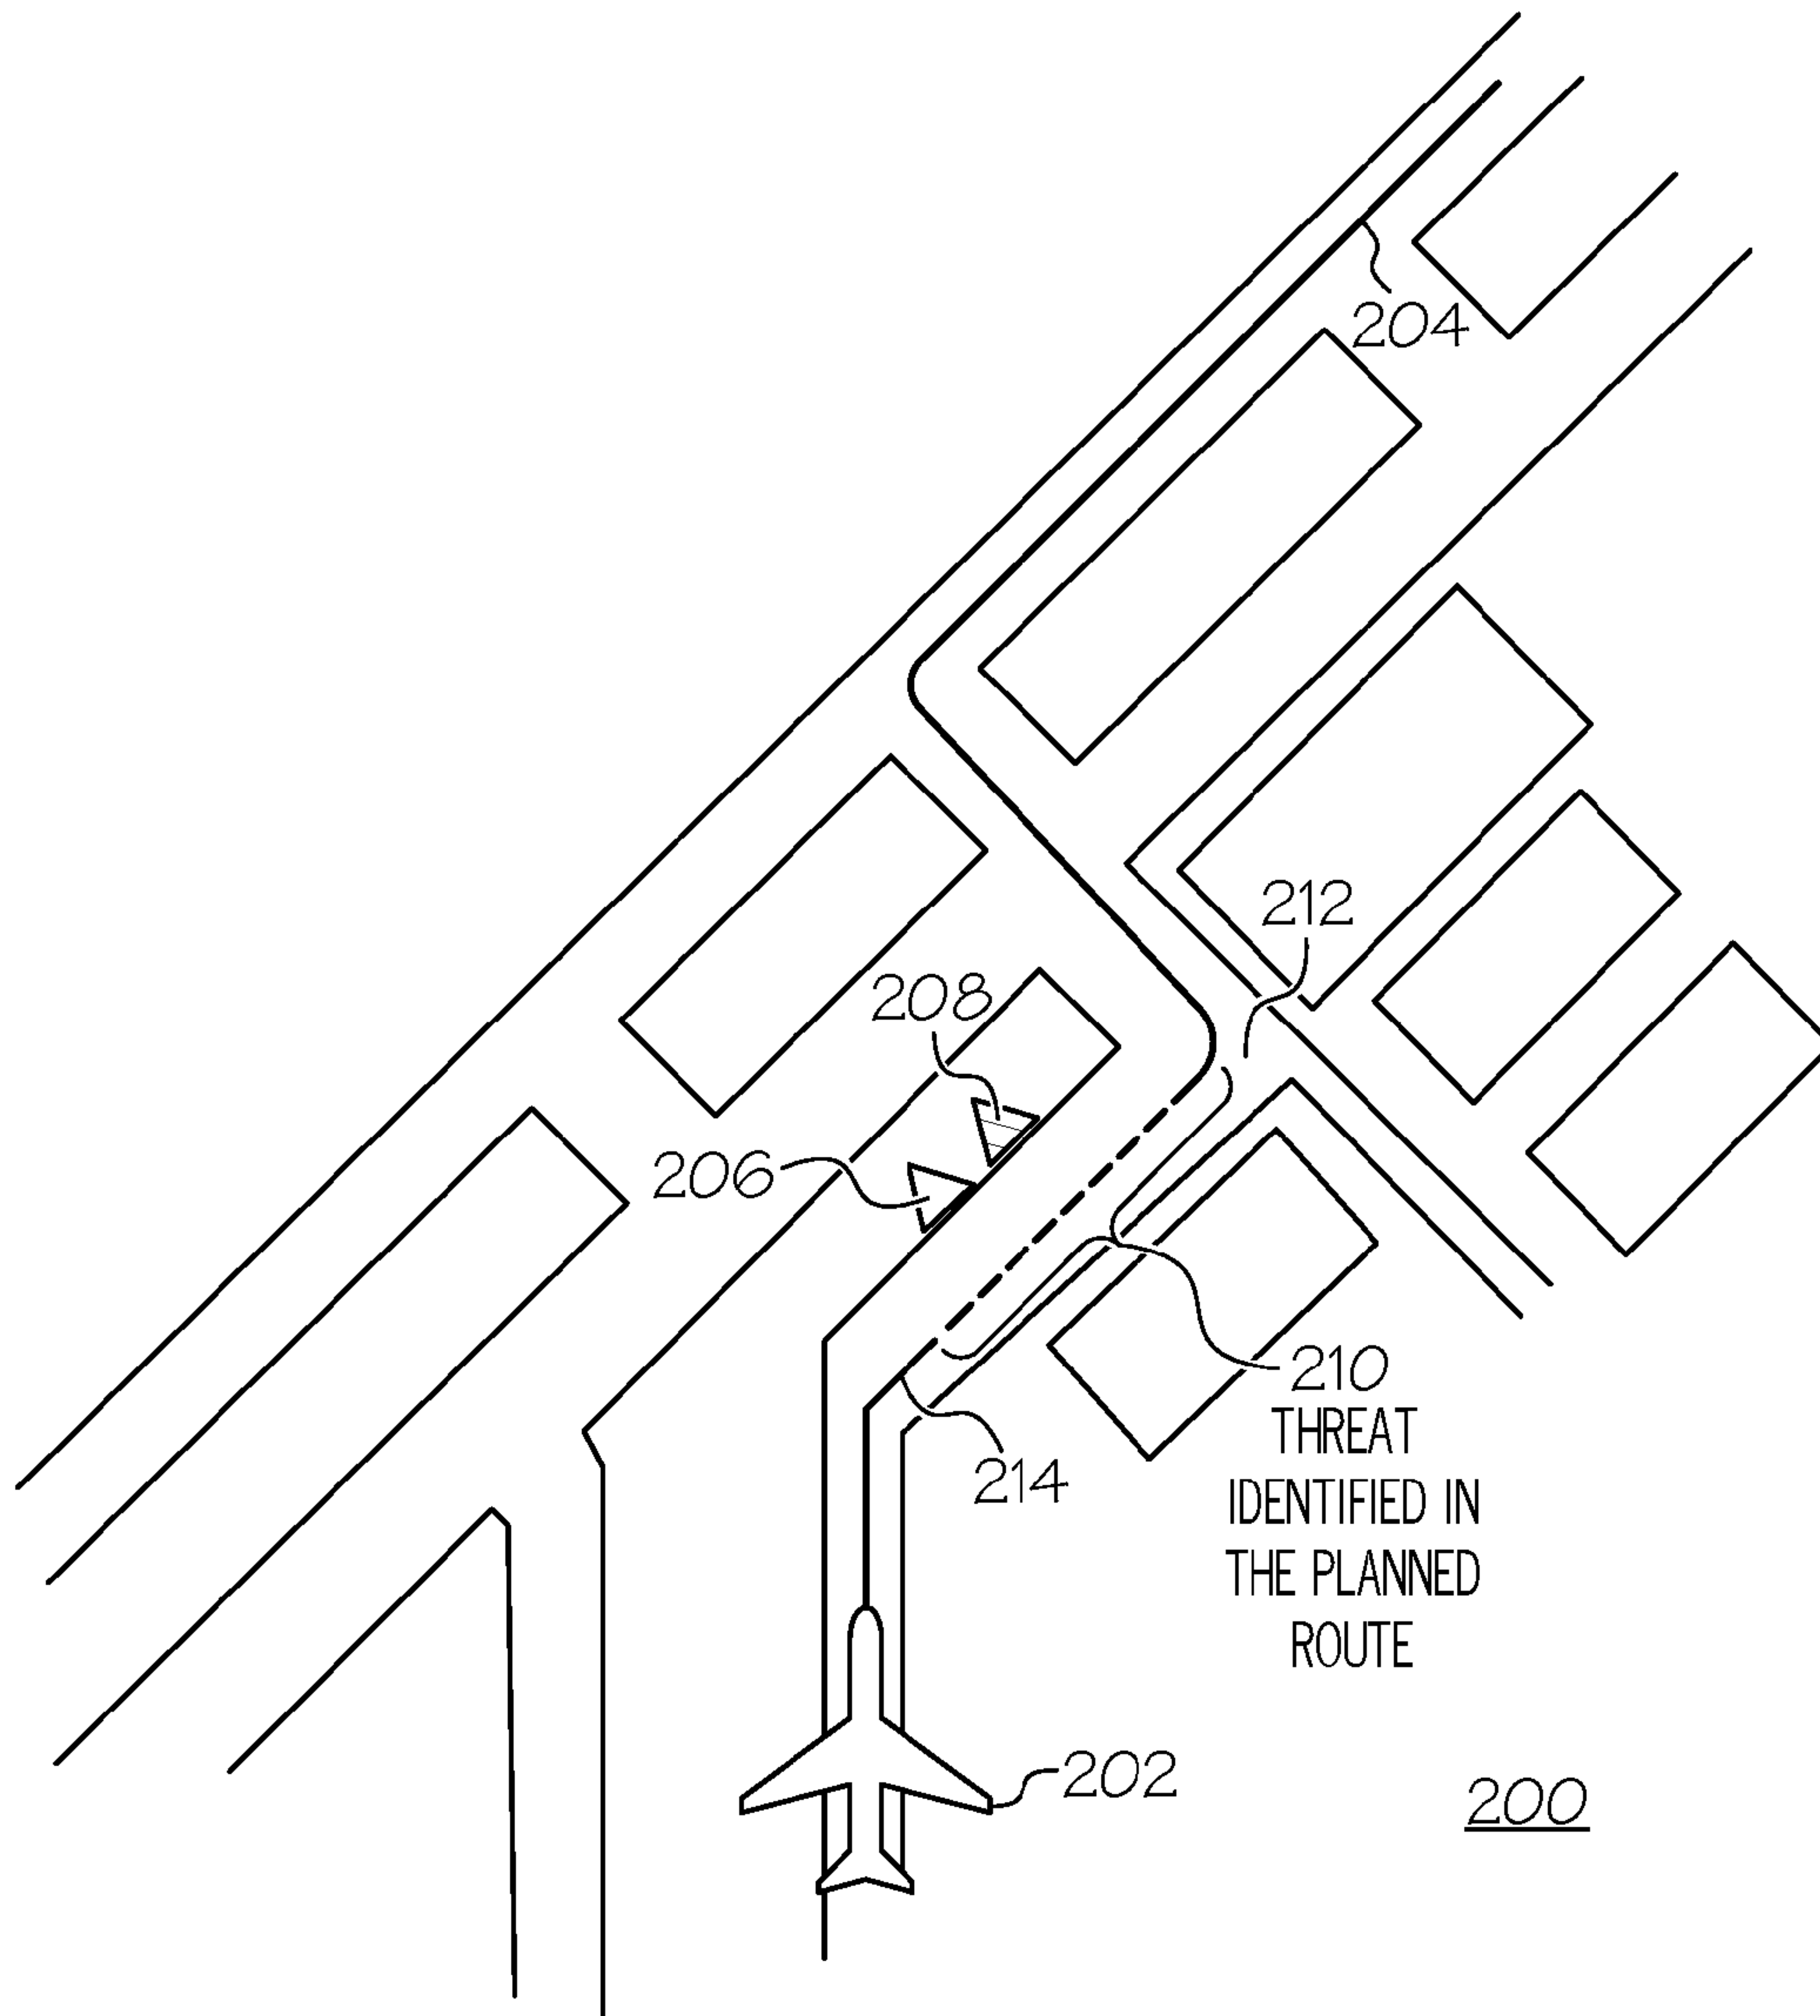 204
212
208
206
210
THREAT
IDENTIFIED IN
THE PLANNED
ROUTE
214
202
200